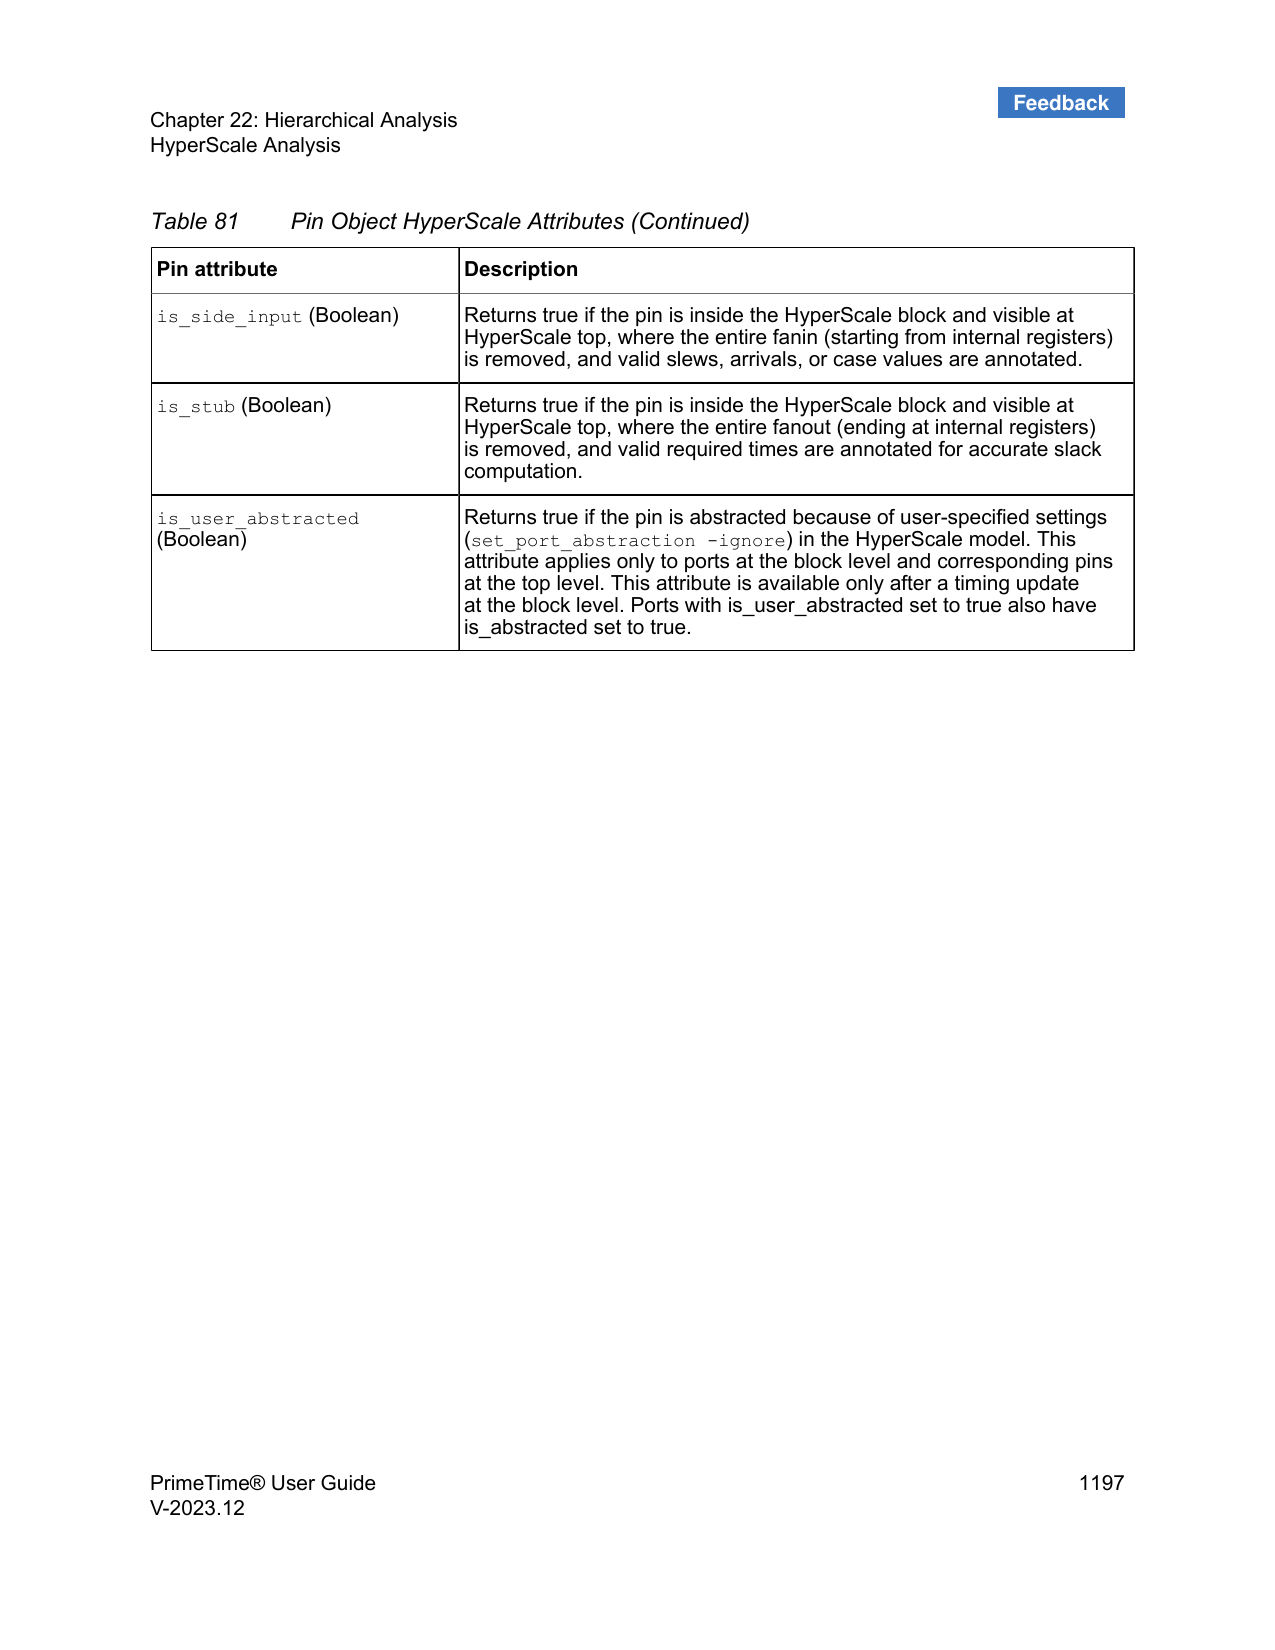 Feedback
Chapter 22: Hierarchical Analysis
HyperScale Analysis
Table 81 Pin Object HyperScale Attributes (Continued)
Pin attribute Description
is_side_input (Boolean) Returns true if the pin is inside the HyperScale block and visible at
HyperScale top, where the entire fanin (starting from internal registers)
is removed, and valid slews, arrivals, or case values are annotated.
is_stub (Boolean) Returns true if the pin is inside the HyperScale block and visible at
HyperScale top, where the entire fanout (ending at internal registers)
is removed, and valid required times are annotated for accurate slack
computation.
is_user_abstracted
(Boolean)
Returns true if the pin is abstracted because of user-specified settings
(set_port_abstraction -ignore) in the HyperScale model. This
attribute applies only to ports at the block level and corresponding pins
at the top level. This attribute is available only after a timing update
at the block level. Ports with is_user_abstracted set to true also have
is_abstracted set to true.
PrimeTime® User Guide 1197
V-2023.12